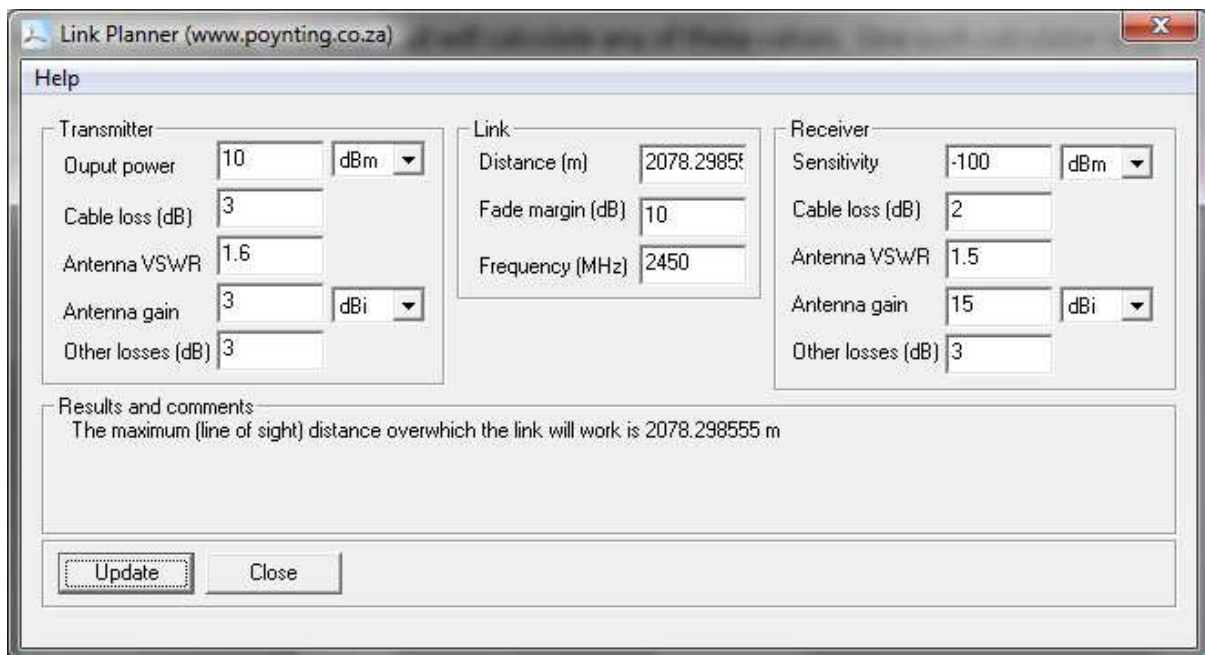 Link Planner (www.poynting.co.za)
Help
Transmitter
Ouput power 10 dBm
Cable loss (dB) 3
Antenna VSWR 1.6
Antenna gain 3 dBi
Other losses (dB) 3
Link
Distance (m) 2078.29855
Fade margin (dB) 10
Frequency (MHz) 2450
Receiver
Sensitivity -100 dBm
Cable loss (dB) 2
Antenna VSWR 1.5
Antenna gain 15 dBi
Other losses (dB) 3
Results and comments
The maximum (line of sight) distance overwhich the link will work is 2078.298555 m
Update Close